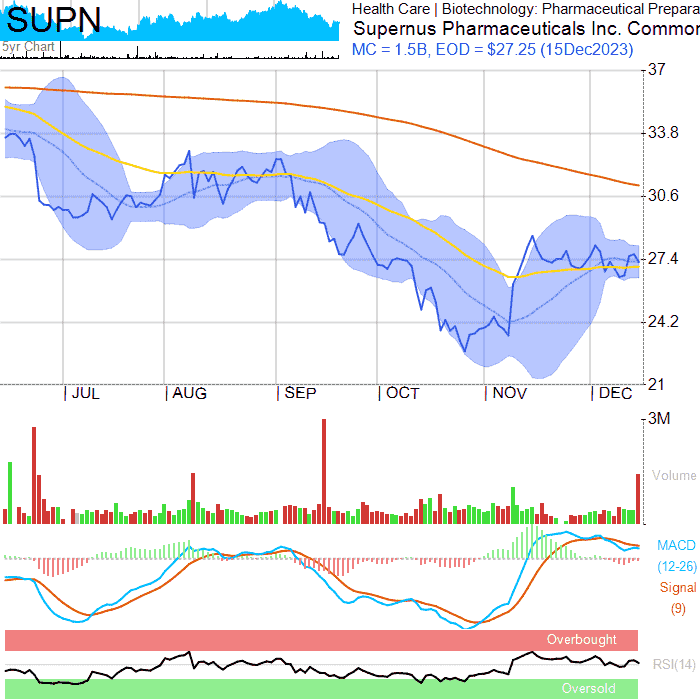 SUPN
5yr Chart
Health Care | Biotechnology: Pharmaceutical Prepara
Supernus Pharmaceuticals Inc. Common
MC = 1.5B, EOD = $27.25 (15Dec2023)
37
33.8
30.6
27.4
24.2
21
| JUL | AUG | SEP | OCT | NOV | DEC
3M
Volume
MACD
(12-26)
Signal
(9)
Overbought
RSI(14)
Oversold